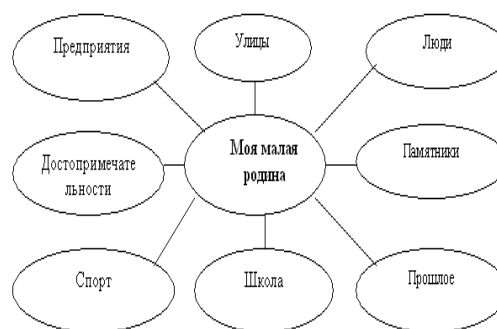 Предприятия
Улицы
Люди
Достопримечате
льности
Моя малая
родина
Памятники
Спорт
Школа
Прошлое